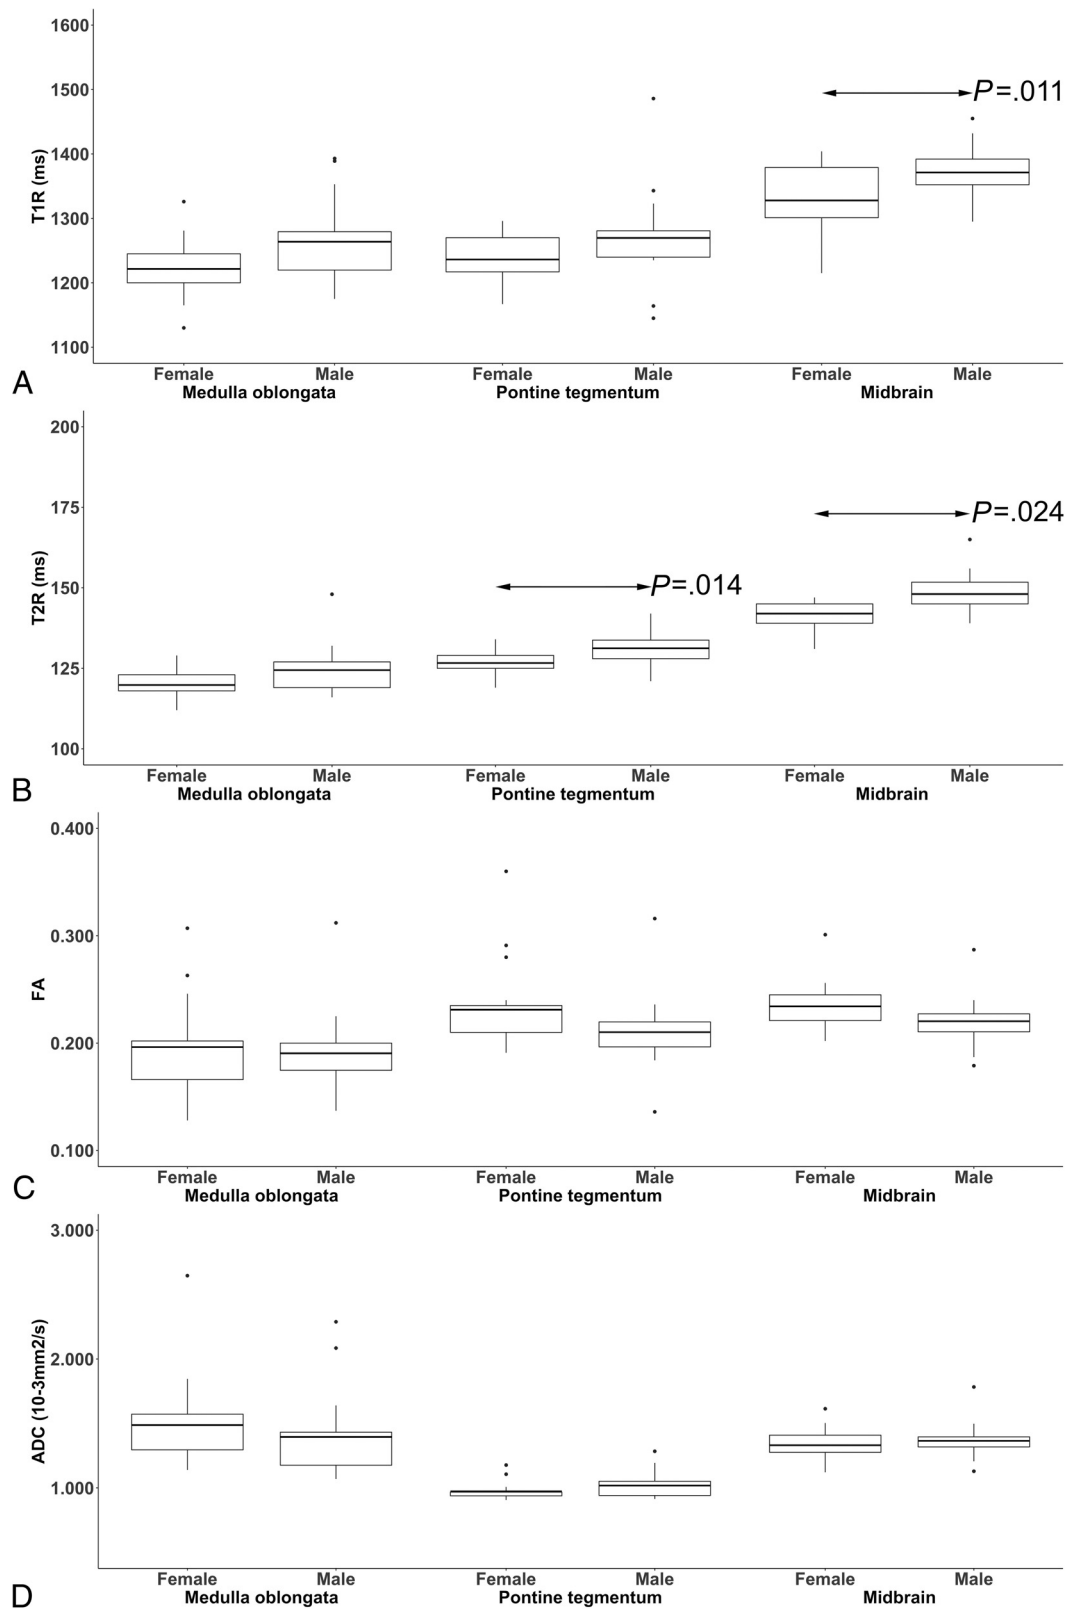 1600
1500
P=.011
1400
T1R (ms)
1300
1200
1100
A
Female Male Female Male Female Male
Medulla oblongata Pontine tegmentum Midbrain
200
175
P=.024
T2R (ms)
150
P=.014
125
100
B
Female Male Female Male Female Male
Medulla oblongata Pontine tegmentum Midbrain
0.400
0.300
FA
0.200
0.100
C
Female Male Female Male Female Male
Medulla oblongata Pontine tegmentum Midbrain
3.000
ADC (10-3mm2/s)
2.000
1.000
D
Female Male Female Male Female Male
Medulla oblongata Pontine tegmentum Midbrain